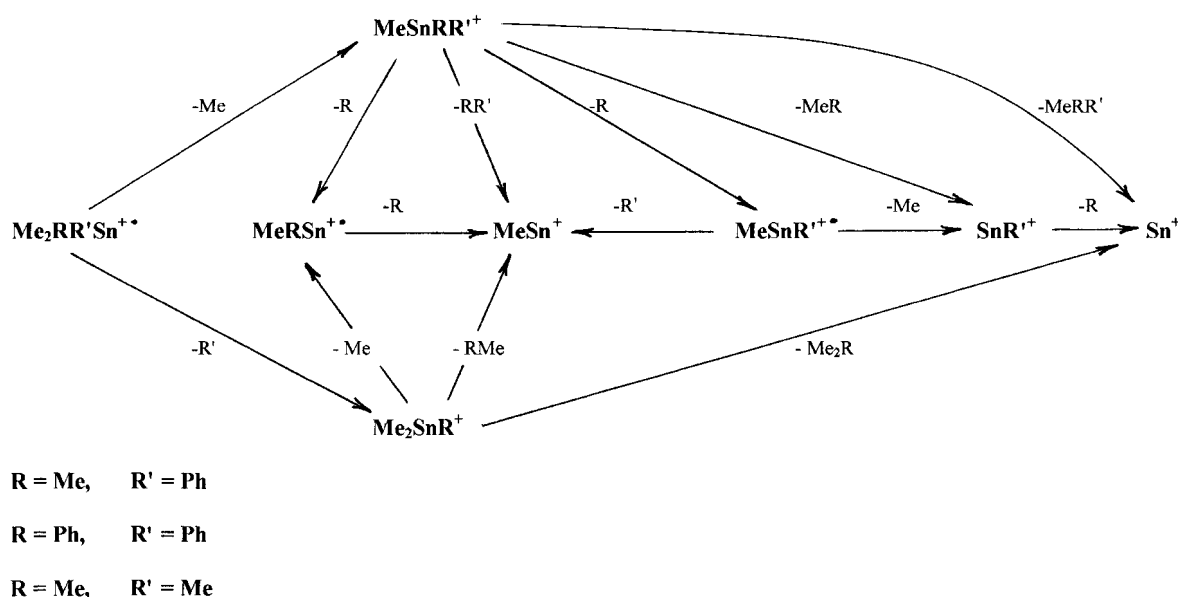 MeSnRR'⁺
-Me -R -RR' -R -MeR -MeRR'
Me₂RR'Sn⁺• MeRSn⁺• -R MeSn⁺ -R' MeSnR'⁺• -Me SnR'⁺ -R Sn⁺
-R' - Me - RMe - Me₂R
Me₂SnR⁺
R = Me, R' = Ph
R = Ph, R' = Ph
R = Me, R' = Me